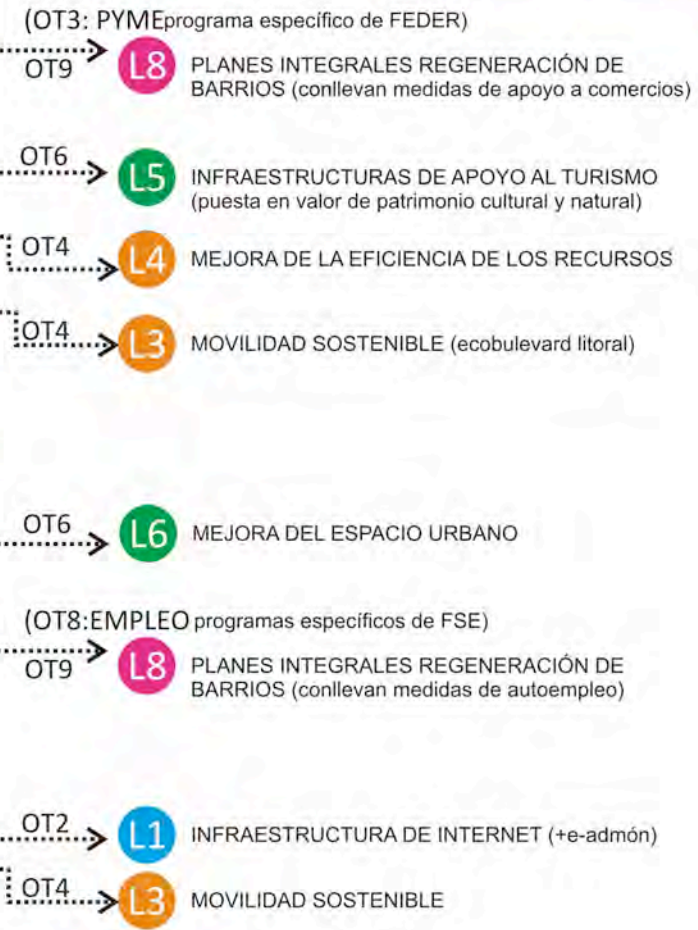 (OT3: PYME programa específico de FEDER)
OT9
L8
PLANES INTEGRALES REGENERACIÓN DE
BARRIOS (conllevan medidas de apoyo a comercios)
OT6
L5
INFRAESTRUCTURAS DE APOYO AL TURISMO
(puesta en valor de patrimonio cultural y natural)
OT4
L4
MEJORA DE LA EFICIENCIA DE LOS RECURSOS
OT4
L3
MOVILIDAD SOSTENIBLE (ecobulevard litoral)
OT6
L6
MEJORA DEL ESPACIO URBANO
(OT8:EMPLEO programas específicos de FSE)
OT9
L8
PLANES INTEGRALES REGENERACIÓN DE
BARRIOS (conllevan medidas de autoempleo)
OT2
L1
INFRAESTRUCTURA DE INTERNET (+e-admón)
OT4
L3
MOVILIDAD SOSTENIBLE